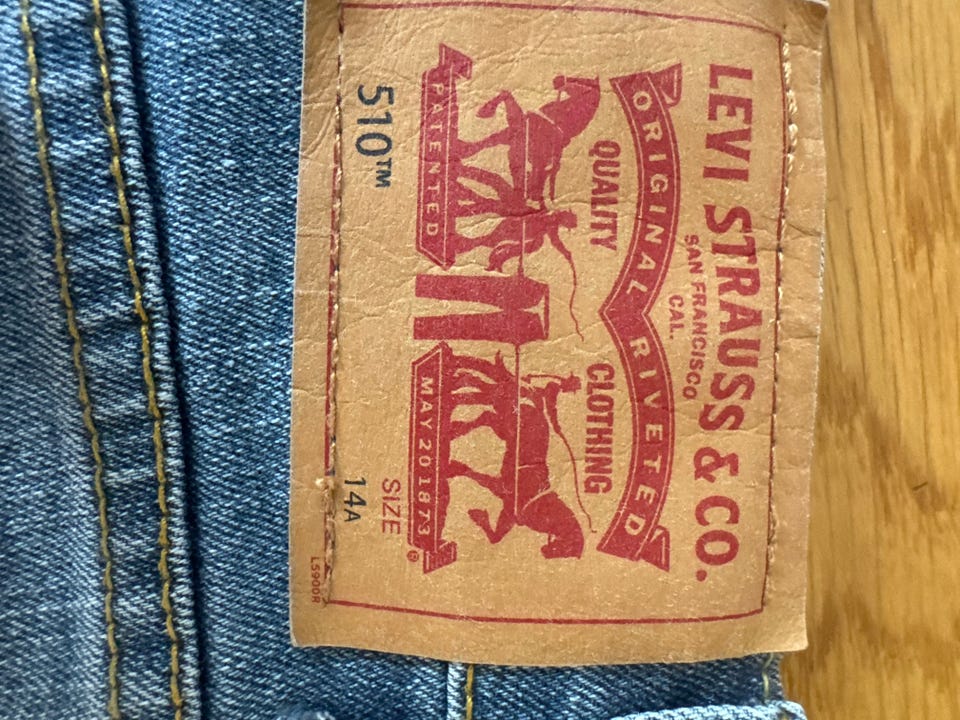 LEVI STRAUSS & CO.
SAN FRANCISCO
CAL.
ORIGINAL RIVETED
QUALITY CLOTHING
PATENTED MAY 20 1873
®
SIZE
510™ 14A
L5900R